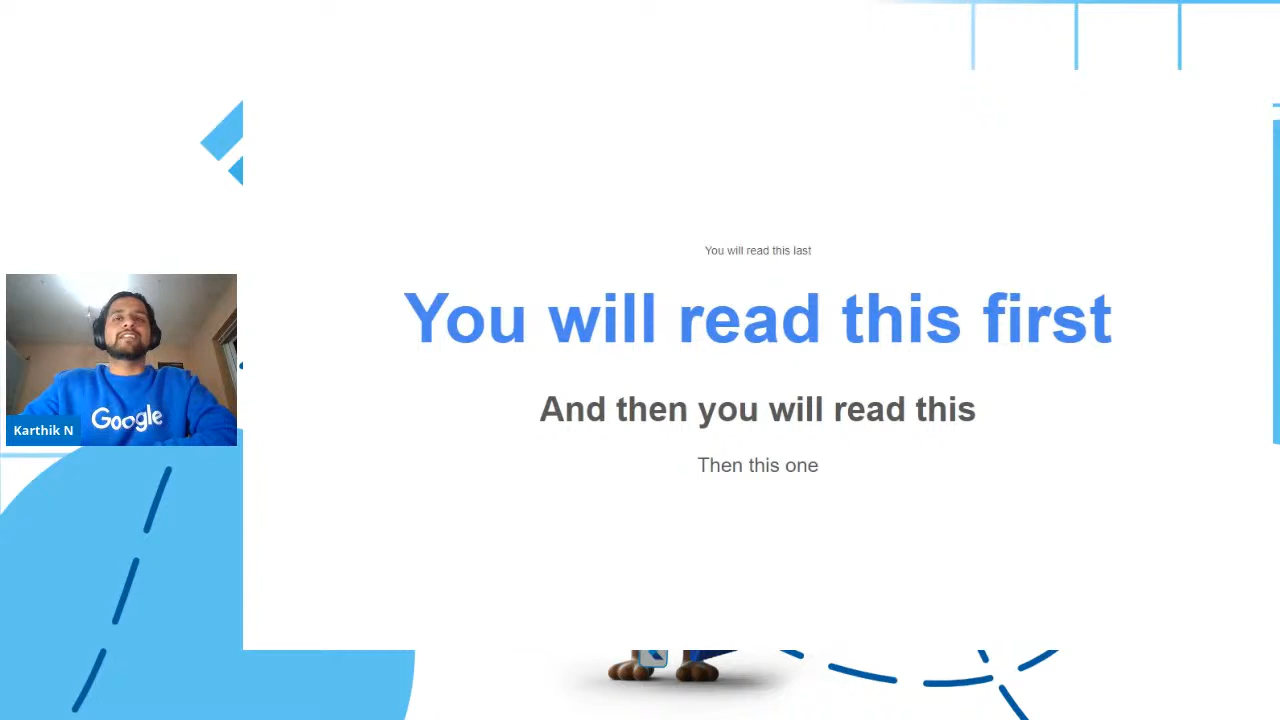 You will read this last
You will read this first
And then you will read this
Then this one
Google
Karthik N